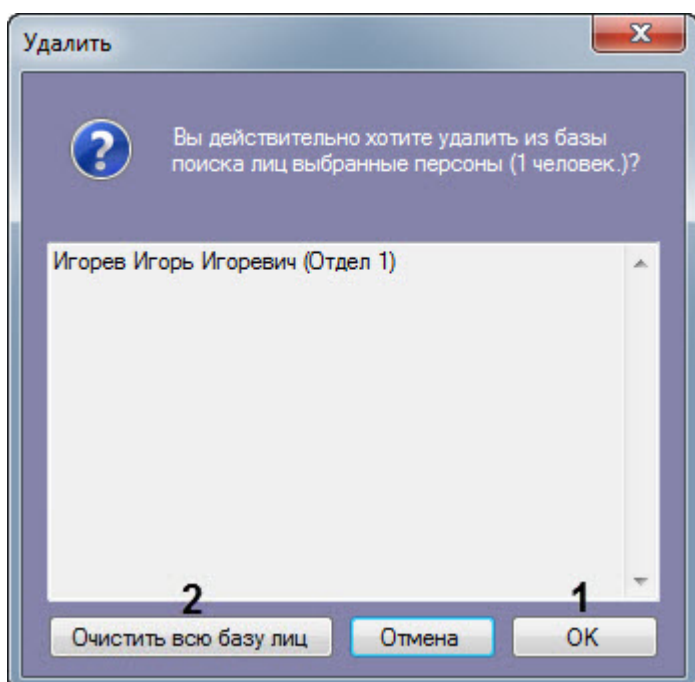 Удалить
Вы действительно хотите удалить из базы
поиска лиц выбранные персоны (1 человек.)?
Игорев Игорь Игоревич (Отдел 1)
2 1
Очистить всю базу лиц Отмена OK